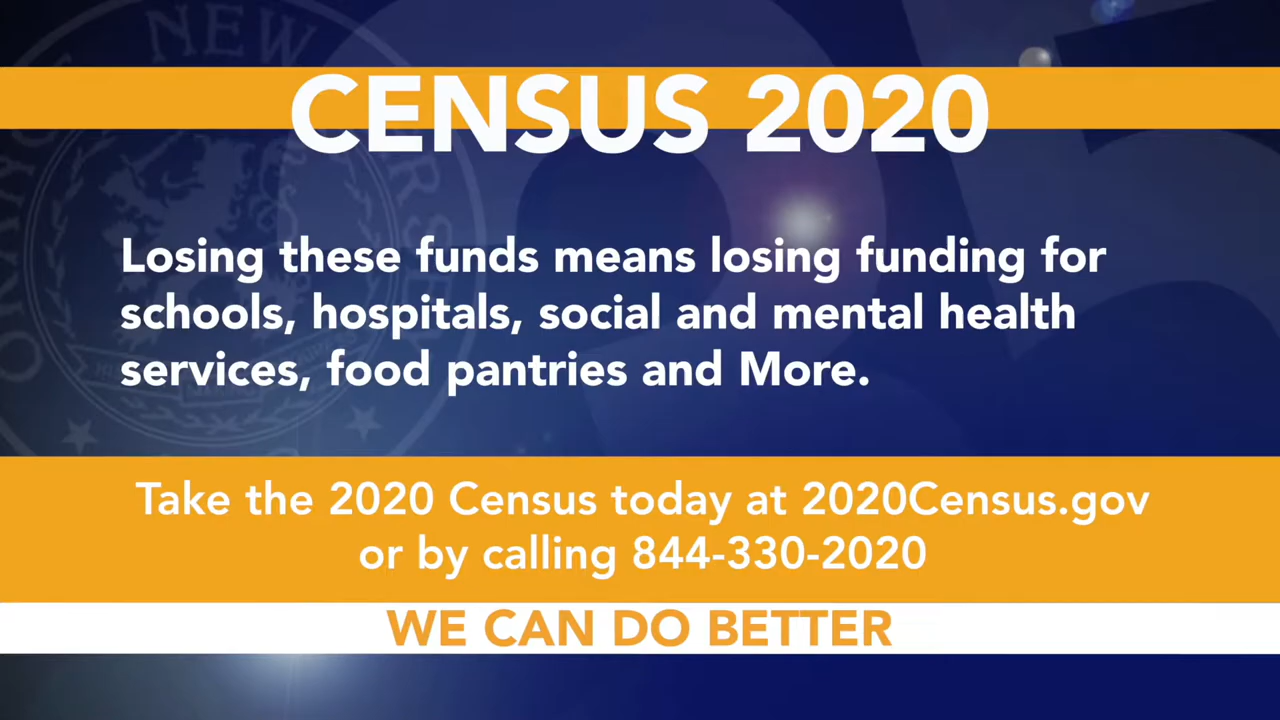 CENSUS 2020
Losing these funds means losing funding for
schools, hospitals, social and mental health
services, food pantries and More.
Take the 2020 Census today at 2020Census.gov
or by calling 844-330-2020
WE CAN DO BETTER
NEW